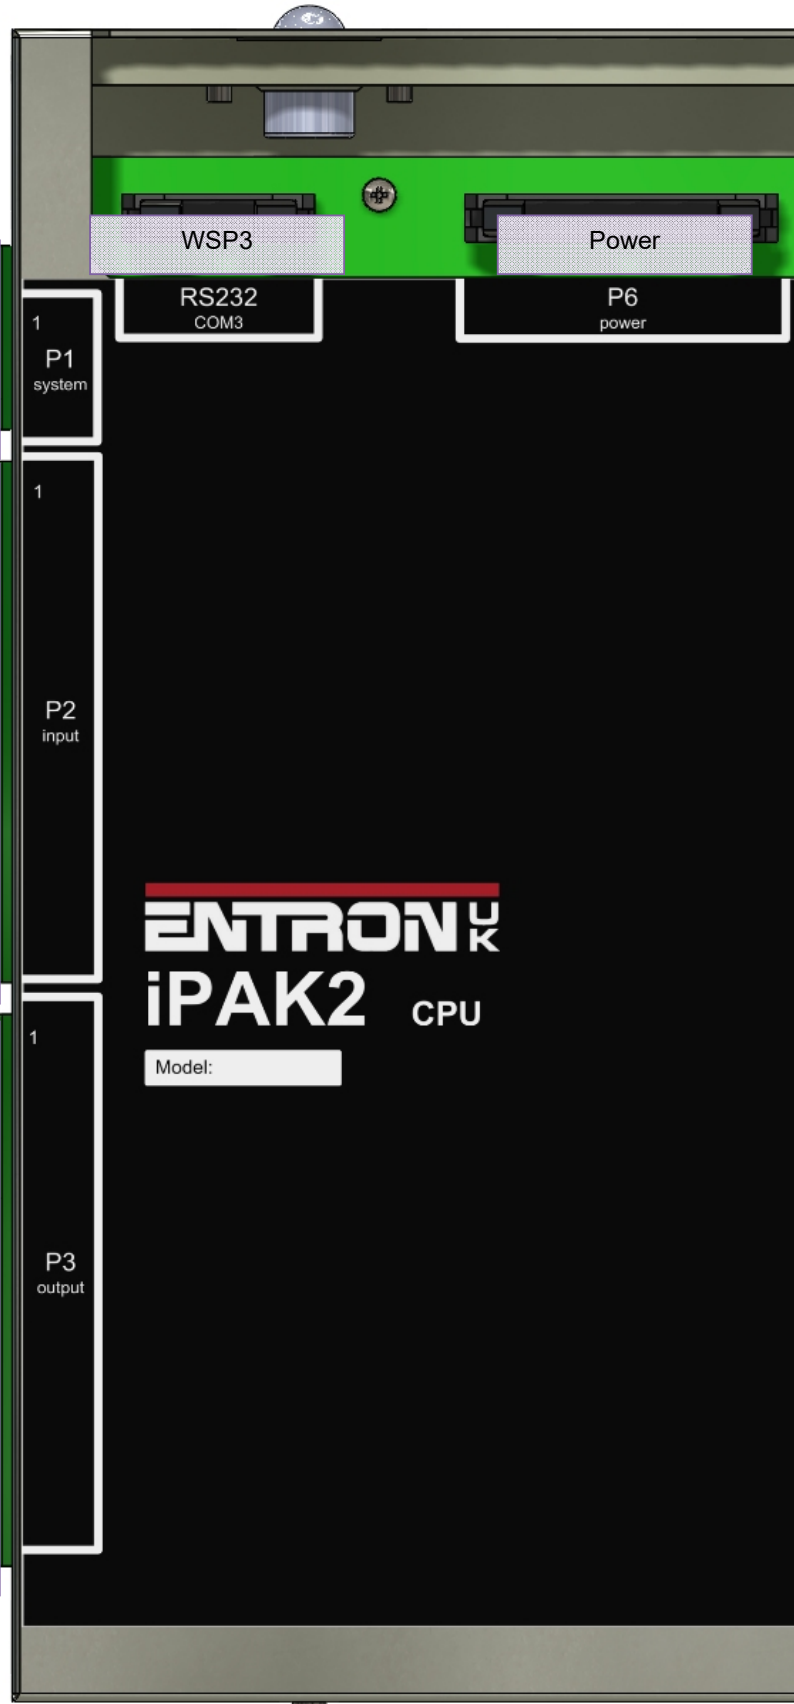 WSP3
Power
RS232
COM3
P6
power
1
P1
system
1
P2
input
ENTRON UK
iPAK2 CPU
Model:
1
P3
output